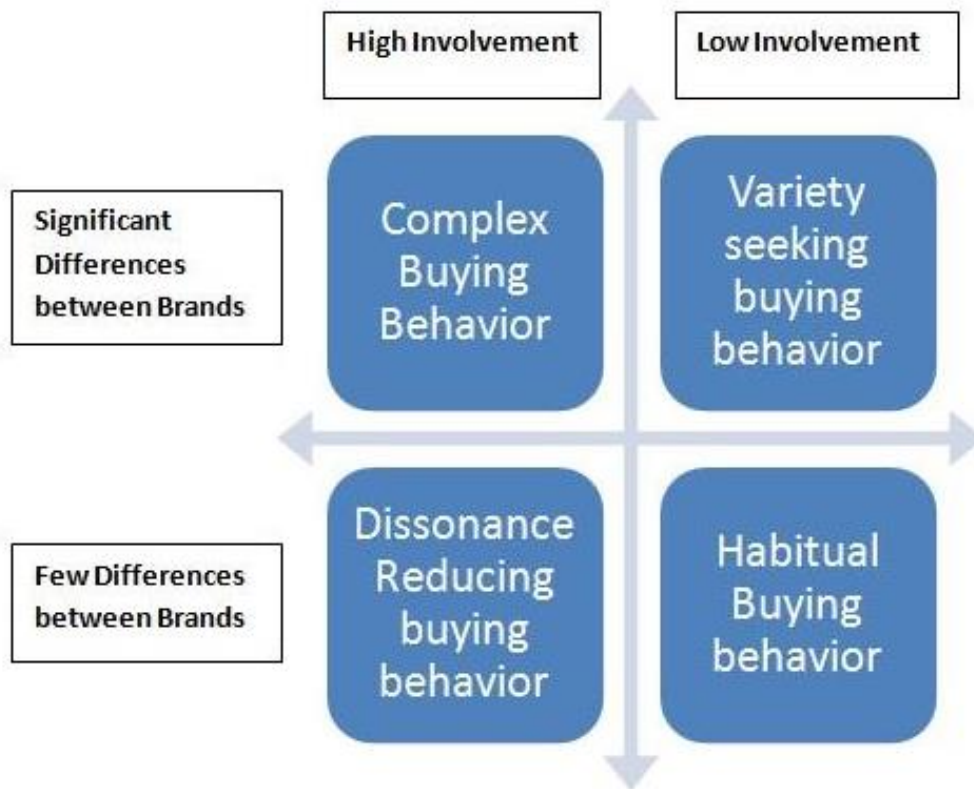 High Involvement
Low Involvement
Significant
Differences
between Brands
Complex
Buying
Behavior
Variety
seeking
buying
behavior
Few Differences
between Brands
Dissonance
Reducing
buying
behavior
Habitual
Buying
behavior